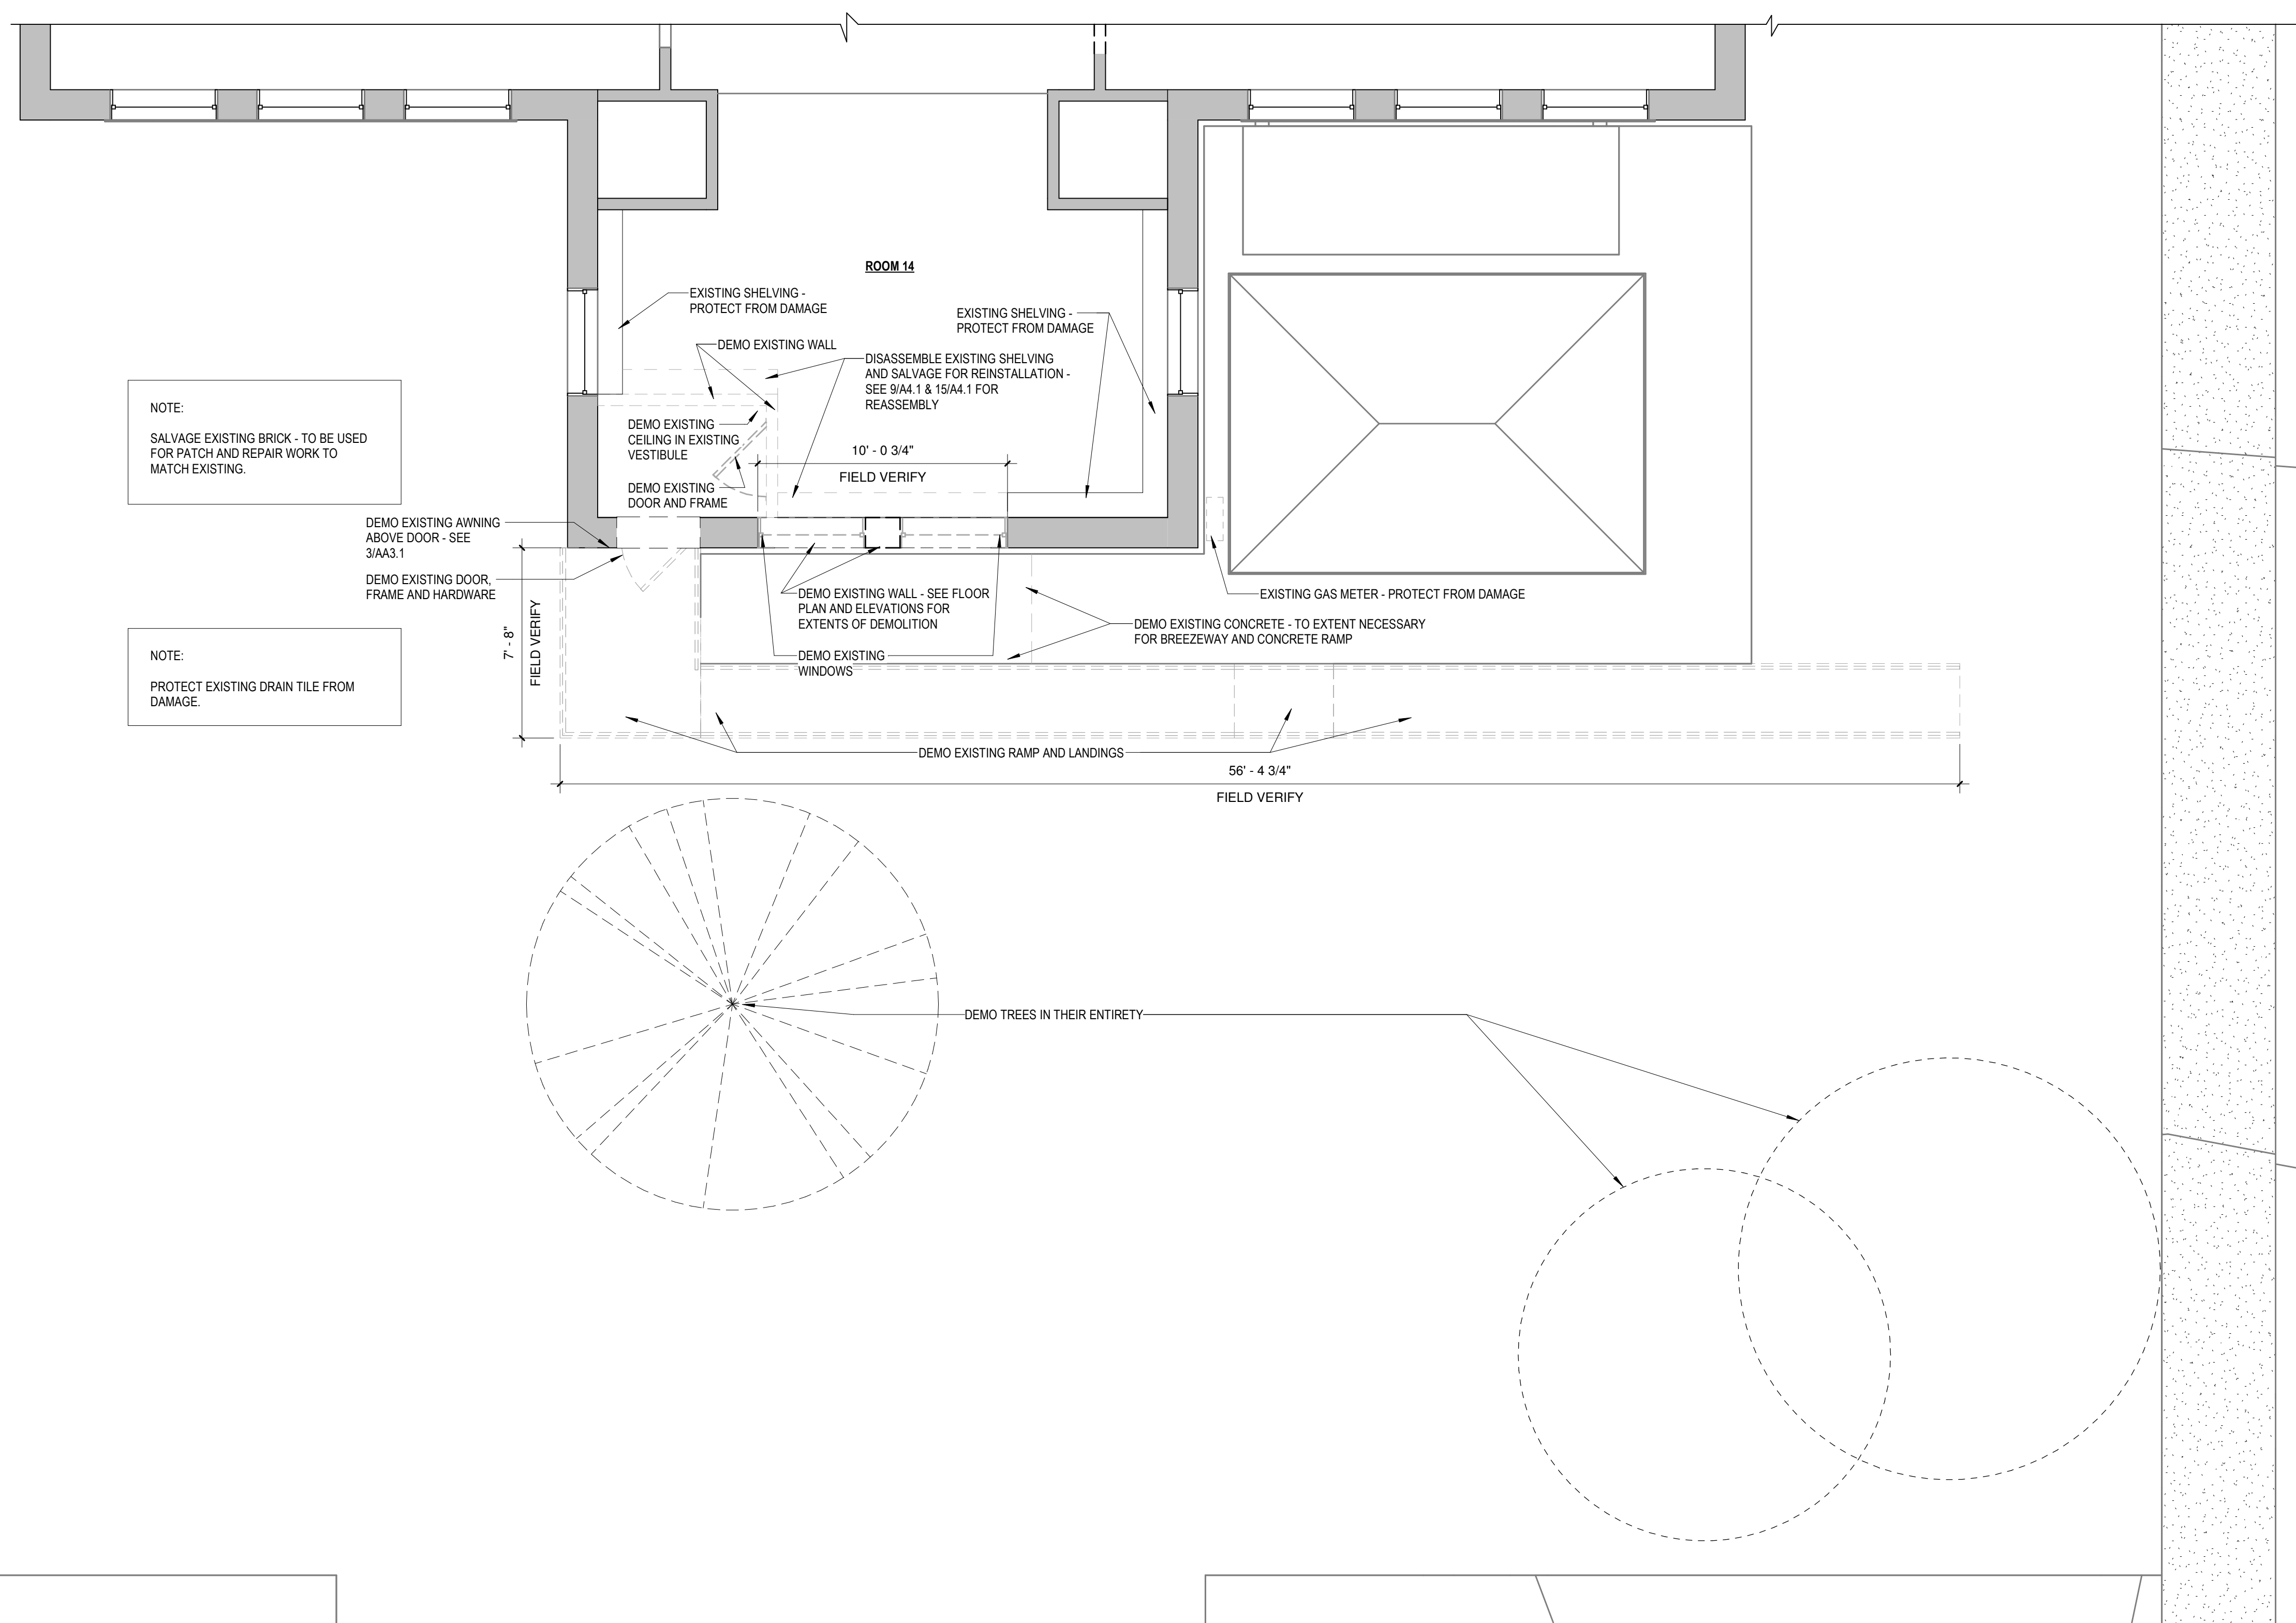 ROOM 14
EXISTING SHELVING -
PROTECT FROM DAMAGE
EXISTING SHELVING -
PROTECT FROM DAMAGE
DEMO EXISTING WALL
DISASSEMBLE EXISTING SHELVING
AND SALVAGE FOR REINSTALLATION -
SEE 9/A4.1 & 15/A4.1 FOR
REASSEMBLY
NOTE:
SALVAGE EXISTING BRICK - TO BE USED
FOR PATCH AND REPAIR WORK TO
MATCH EXISTING.
DEMO EXISTING
CEILING IN EXISTING
VESTIBULE
10' - 0 3/4"
FIELD VERIFY
DEMO EXISTING
DOOR AND FRAME
DEMO EXISTING AWNING
ABOVE DOOR - SEE
3/AA3.1
DEMO EXISTING DOOR,
FRAME AND HARDWARE
7' - 8"
FIELD VERIFY
DEMO EXISTING WALL - SEE FLOOR
PLAN AND ELEVATIONS FOR
EXTENTS OF DEMOLITION
EXISTING GAS METER - PROTECT FROM DAMAGE
DEMO EXISTING CONCRETE - TO EXTENT NECESSARY
FOR BREEZEWAY AND CONCRETE RAMP
DEMO EXISTING
WINDOWS
NOTE:
PROTECT EXISTING DRAIN TILE FROM
DAMAGE.
DEMO EXISTING RAMP AND LANDINGS
56' - 4 3/4"
FIELD VERIFY
DEMO TREES IN THEIR ENTIRETY